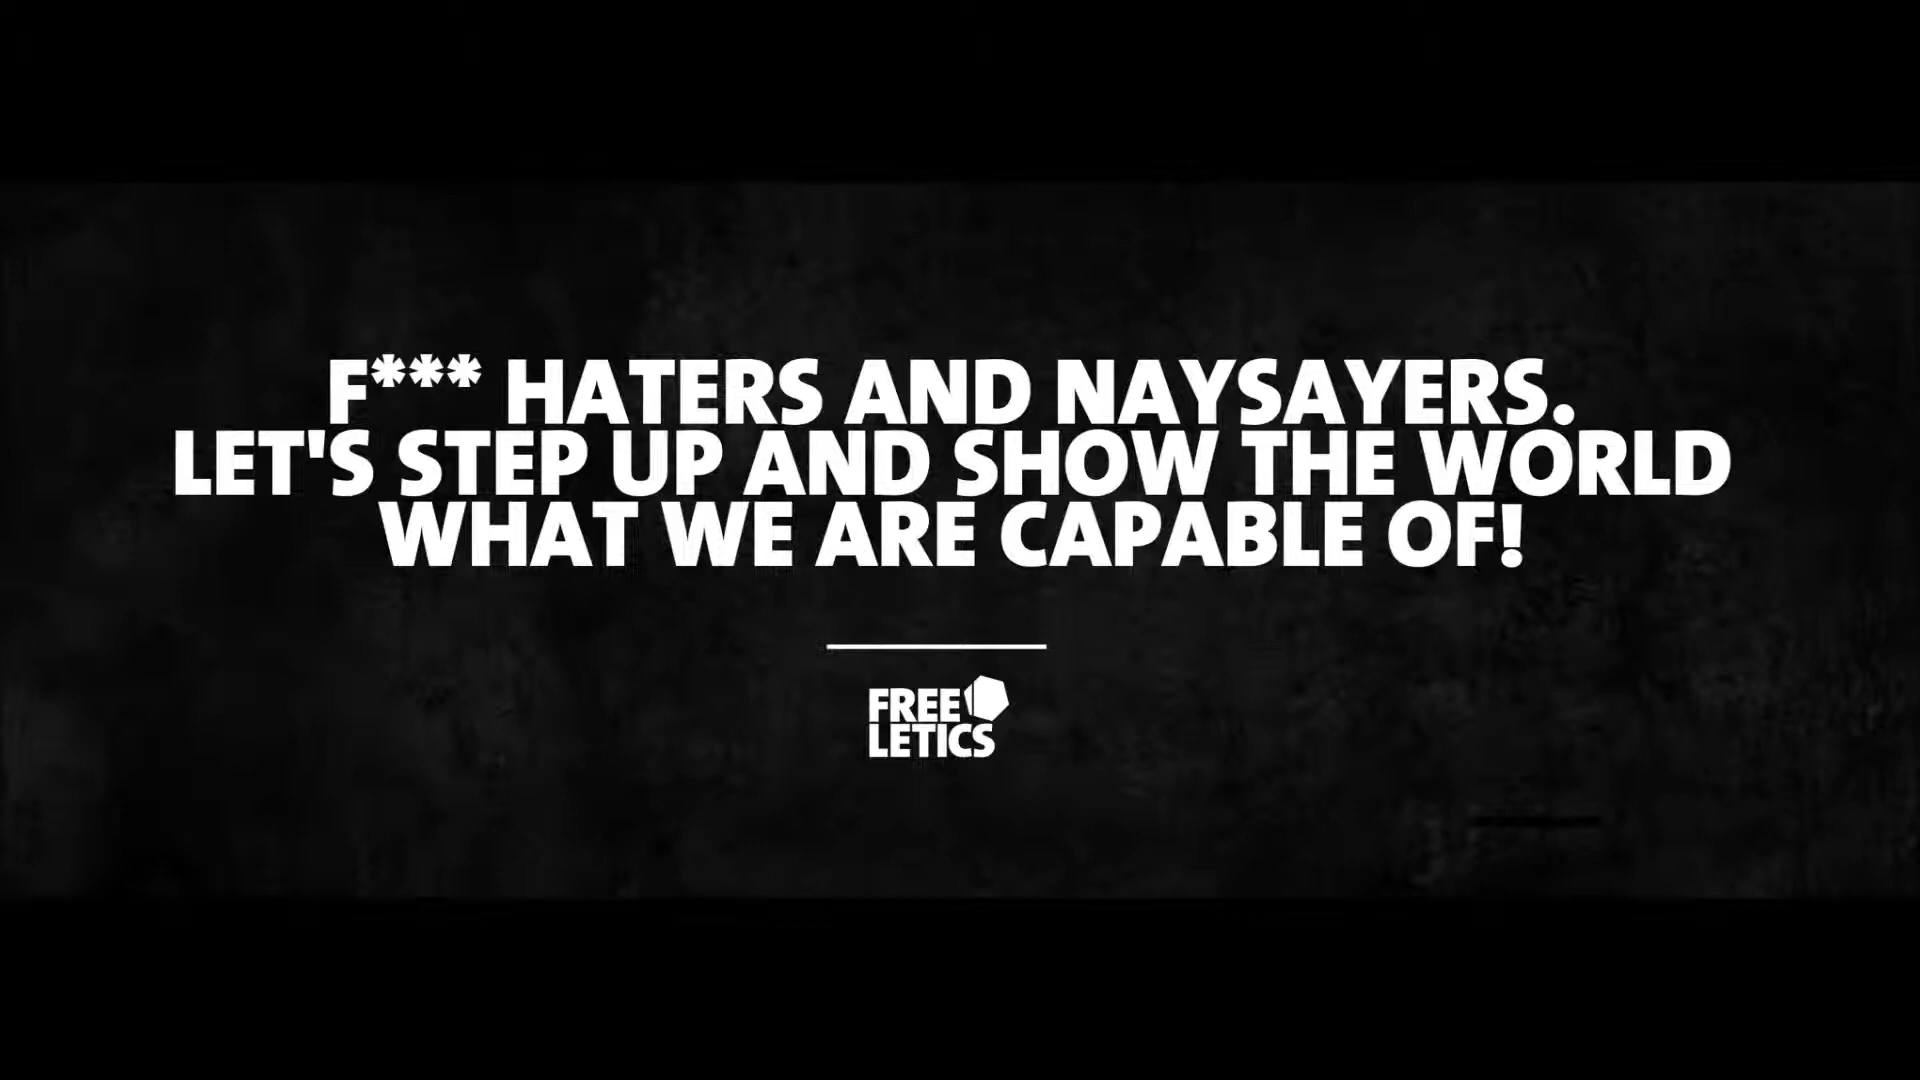 F*** HATERS AND NAYSAYERS.
LET'S STEP UP AND SHOW THE WORLD
WHAT WE ARE CAPABLE OF!
FREE
LETICS